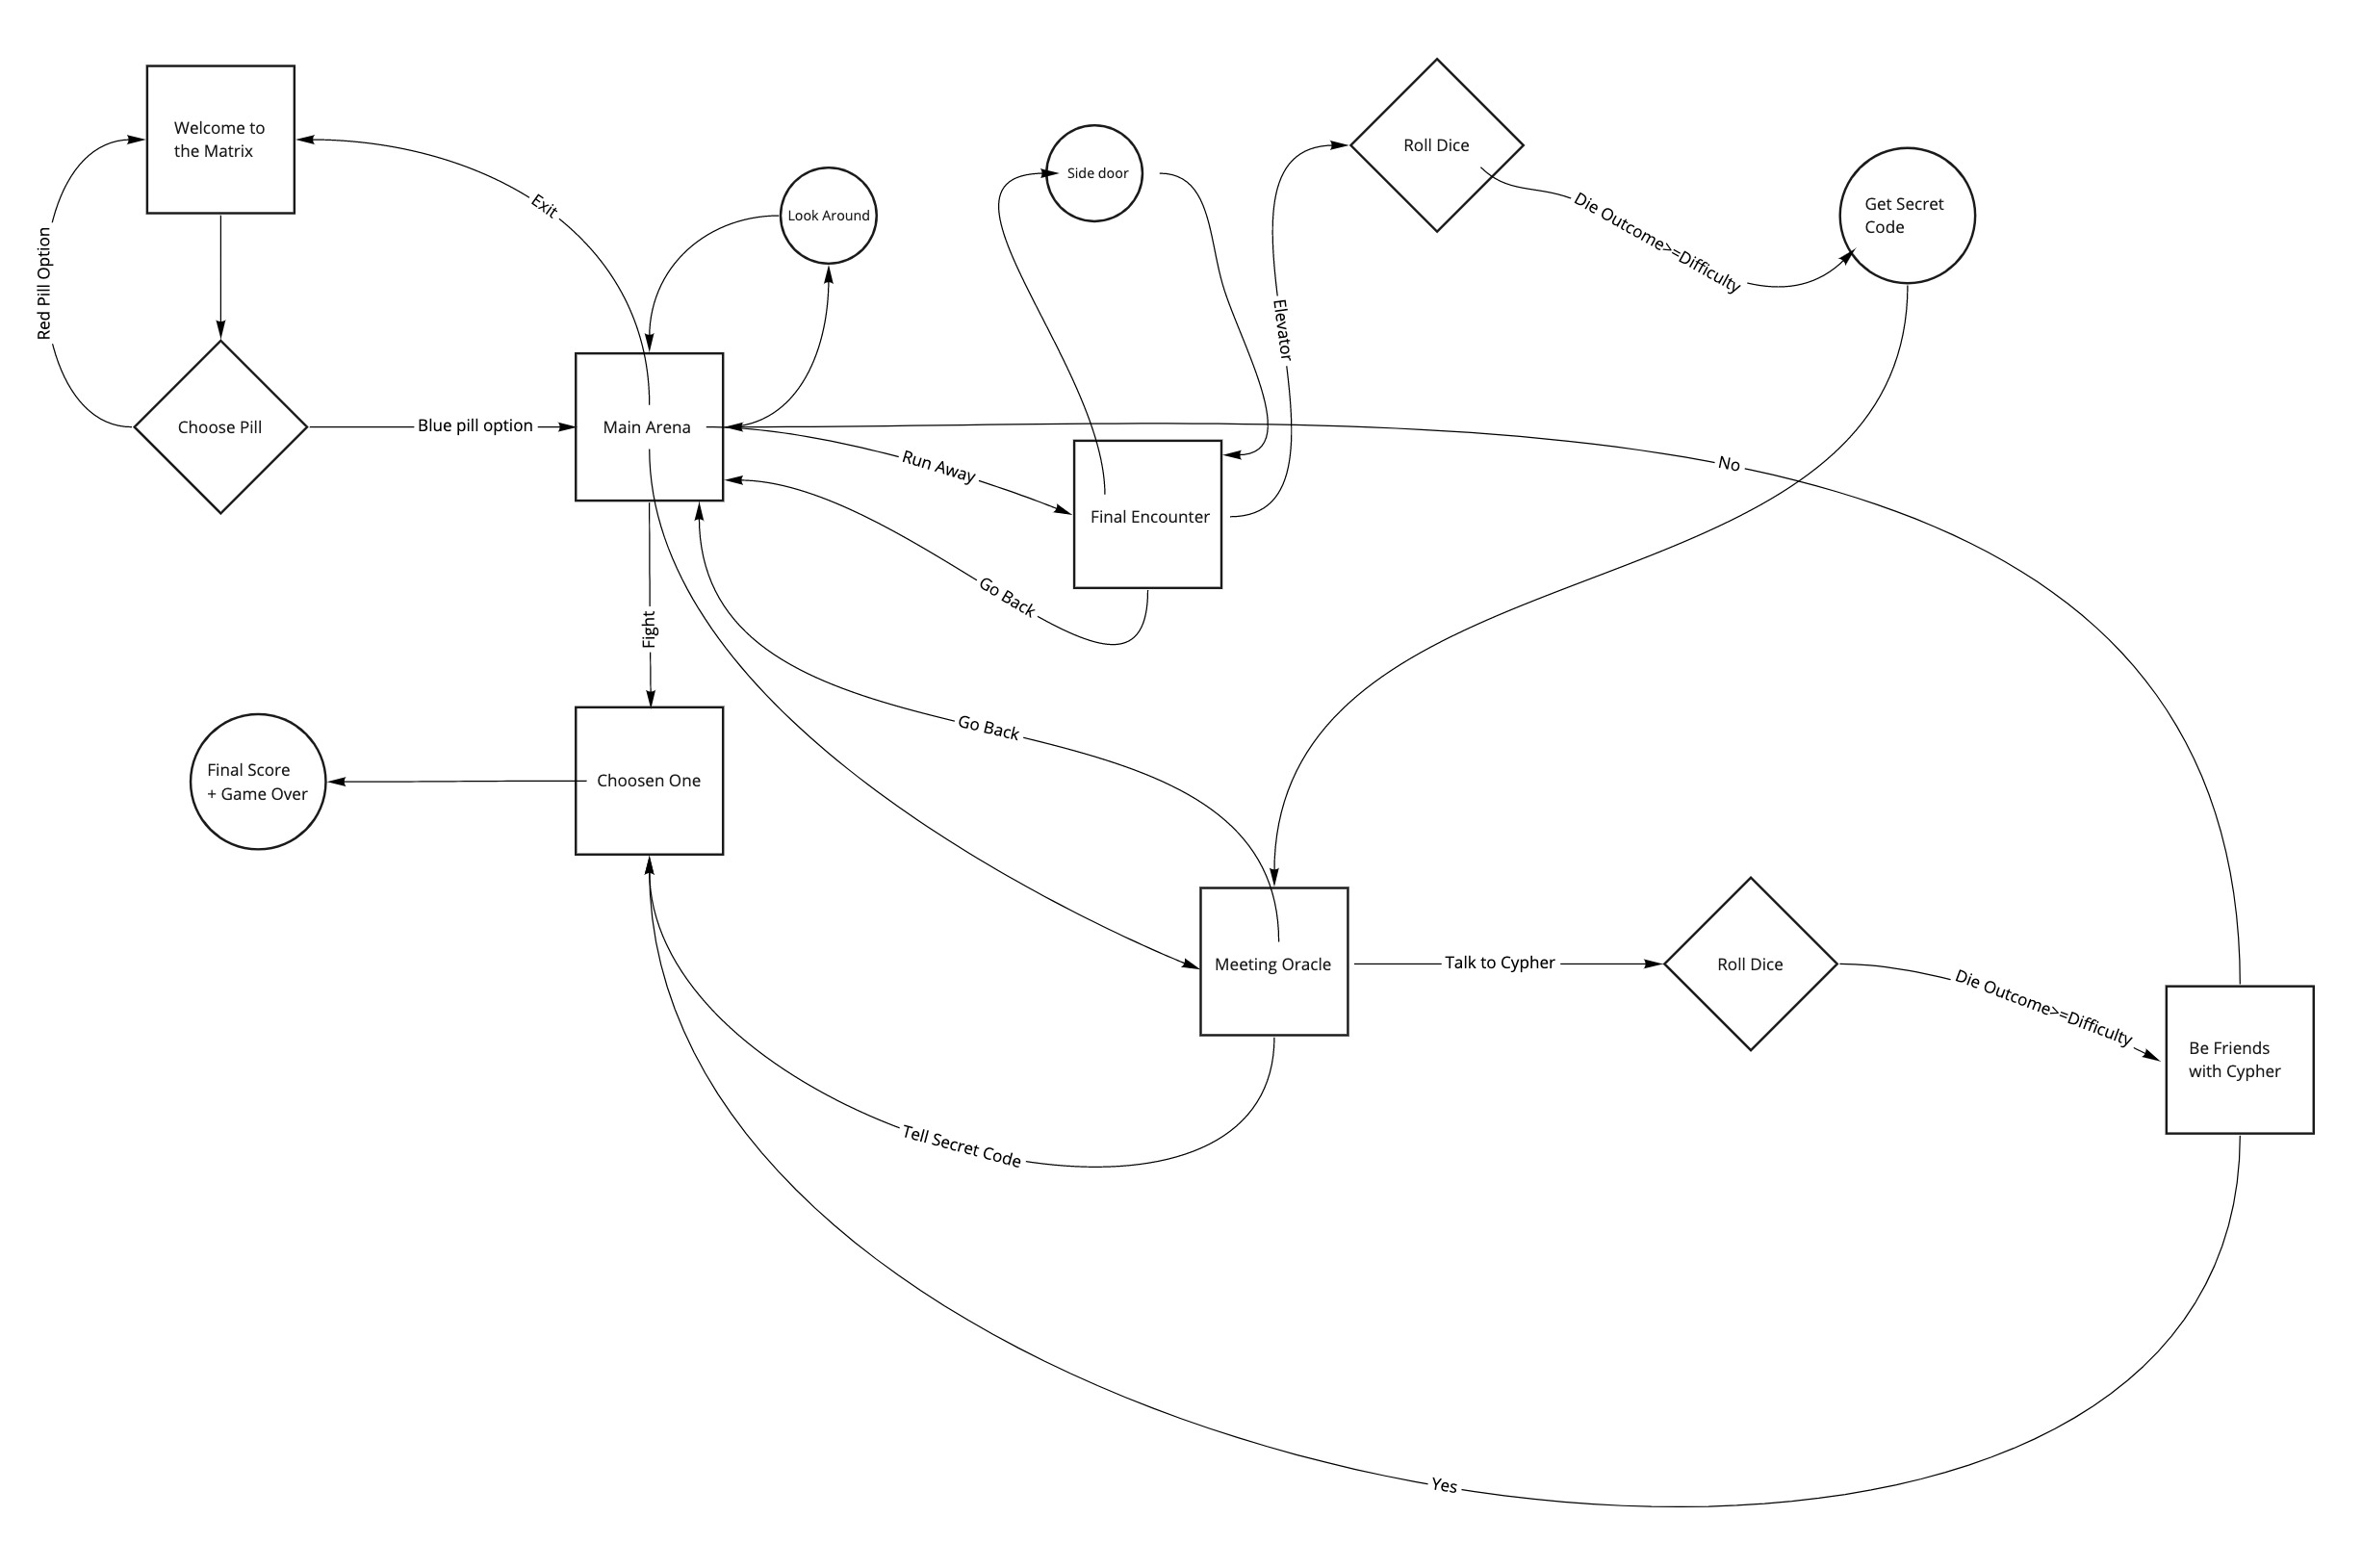 Welcome to
the Matrix
Exit
Look Around
Side door
Roll Dice
Get Secret
Code
Die Outcome>=Difficulty
Red Pill Option
Elevator
Choose Pill
Blue pill option
Main Arena
Run Away
No
Final Encounter
Go Back
Fight
Go Back
Final Score
+ Game Over
Choosen One
Meeting Oracle
Talk to Cypher
Roll Dice
Die Outcome>=Difficulty
Be Friends
with Cypher
Tell Secret Code
Yes